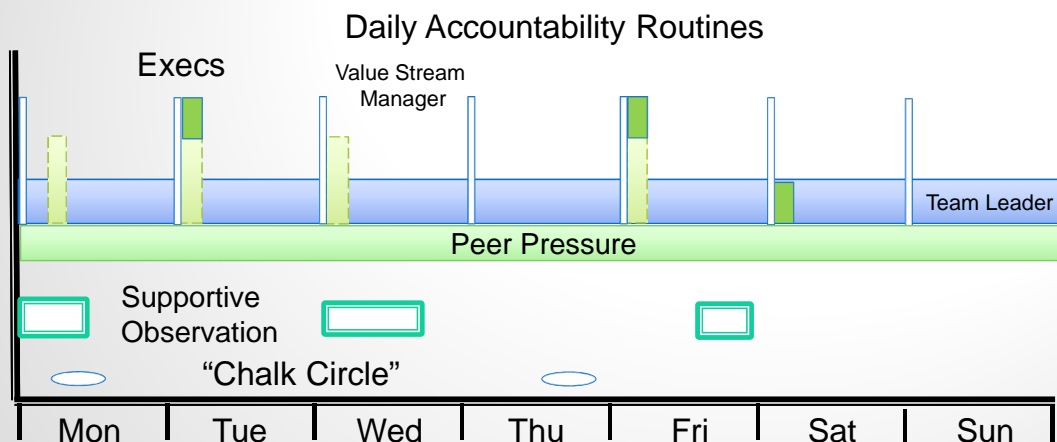 Daily Accountability Routines
Execs
Value Stream
Manager
Team Leader
Peer Pressure
Supportive
Observation
“Chalk Circle”
Mon Tue Wed Thu Fri Sat Sun